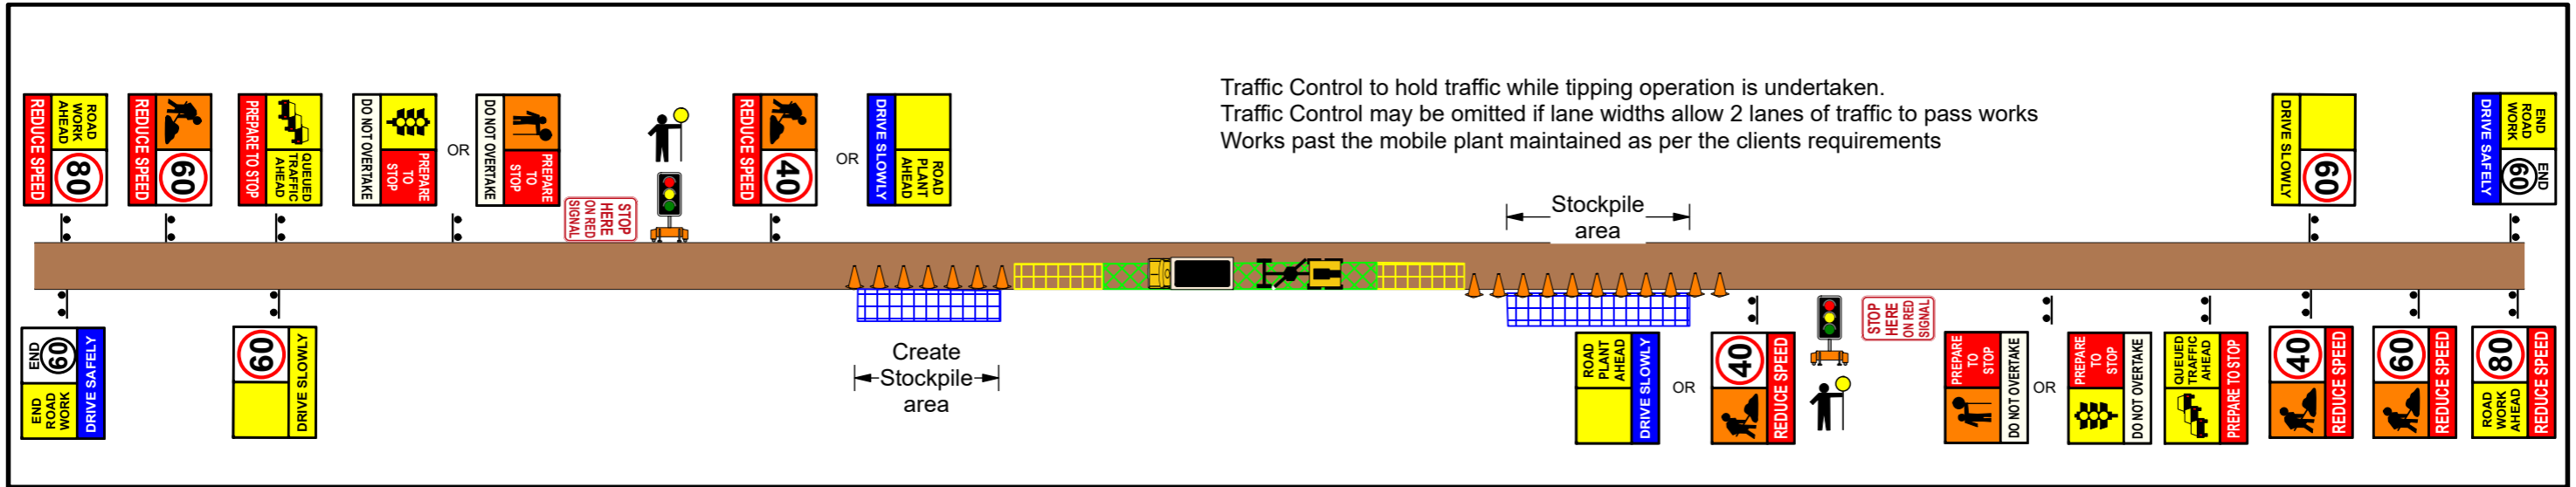 ROAD
WORK
AHEAD
80
REDUCE SPEED
60
REDUCE SPEED
QUEUED
TRAFFIC
AHEAD
PREPARE TO STOP
PREPARE
TO
STOP
DO NOT OVERTAKE
OR
PREPARE
TO
STOP
DO NOT OVERTAKE
STOP
HERE
ON RED
SIGNAL
40
REDUCE SPEED
OR
ROAD
PLANT
AHEAD
DRIVE SLOWLY
Traffic Control to hold traffic while tipping operation is undertaken.
Traffic Control may be omitted if lane widths allow 2 lanes of traffic to pass works
Works past the mobile plant maintained as per the clients requirements
Stockpile
area
60
DRIVE SLOWLY
END
ROAD
WORK
END
60
DRIVE SAFELY
END
60
END
ROAD
WORK
DRIVE SAFELY
60
DRIVE SLOWLY
Create
Stockpile
area
ROAD
PLANT
AHEAD
DRIVE SLOWLY
OR
40
REDUCE SPEED
STOP
HERE
ON RED
SIGNAL
PREPARE
TO
STOP
DO NOT OVERTAKE
OR
PREPARE
TO
STOP
DO NOT OVERTAKE
QUEUED
TRAFFIC
AHEAD
PREPARE TO STOP
40
REDUCE SPEED
60
REDUCE SPEED
80
ROAD
WORK
AHEAD
REDUCE SPEED